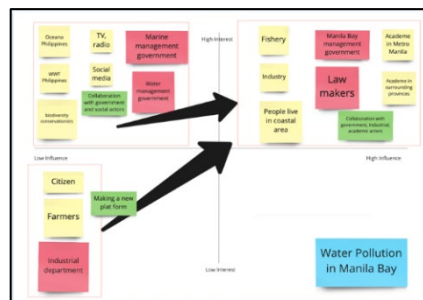 Oceana
Philippines
TV,
radio
Marine
management
government
WWF
Philippines
Social
media
Water
management
government
Collaboration
with government
and social actors
biodiversity
conservationists
High Interest
Fishery
Manila Bay
management
government
Academe
in Metro
Manila
Industry
Law
makers
Academe in
surrounding
provinces
People live
in coastal
area
Collaboration with
government, industrial,
academic actors
Low Influence
High Influence
Citizen
Making a new
plat form
Farmers
Industrial
department
Low Interest
Water Pollution
in Manila Bay